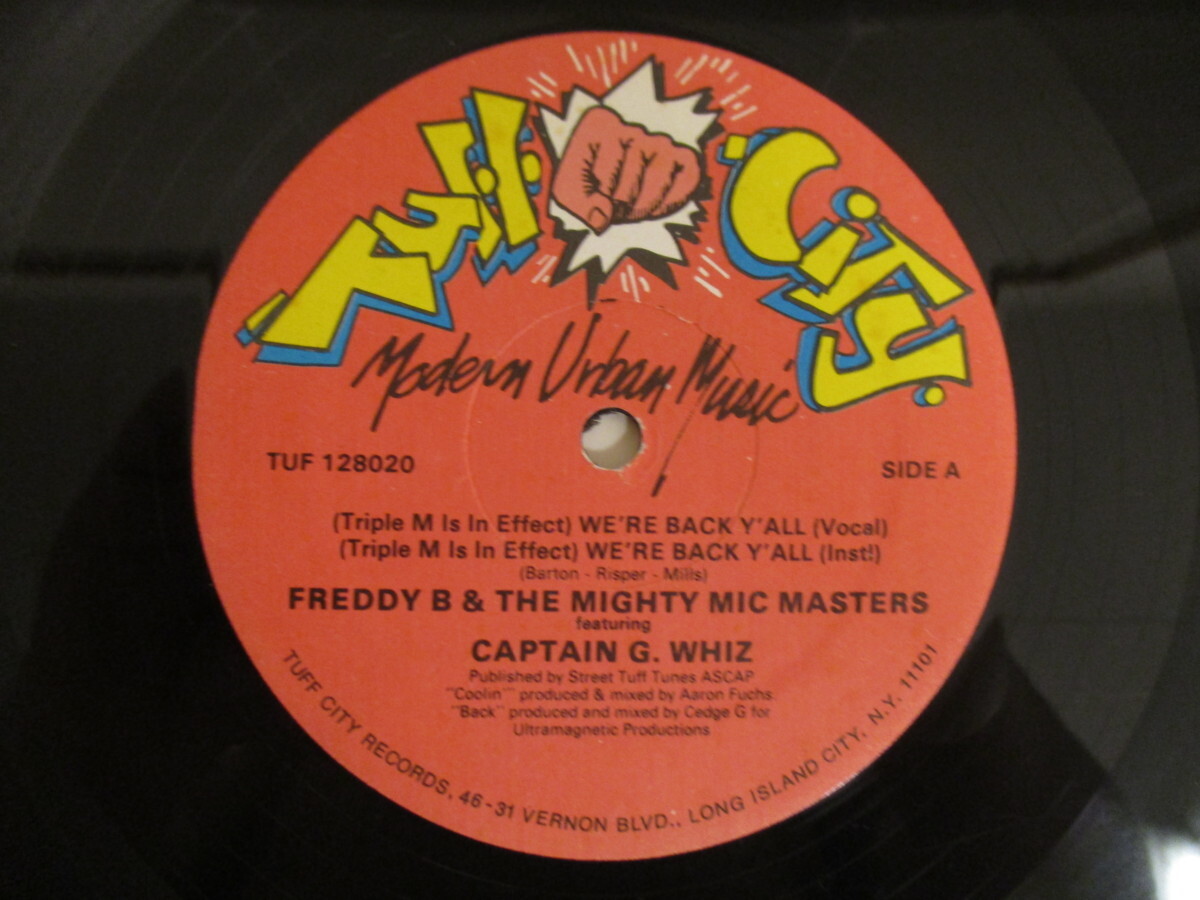 Tuff City
Modern Urban Music
TUF 128020
SIDE A
(Triple M Is In Effect) WE'RE BACK Y'ALL (Vocal)
(Triple M Is In Effect) WE'RE BACK Y'ALL (Inst!)
(Barton - Risper - Mills)
FREDDY B & THE MIGHTY MIC MASTERS
featuring
CAPTAIN G. WHIZ
Published by Street Tuff Tunes ASCAP
"Coolin'" produced & mixed by Aaron Fuchs.
"Back" produced and mixed by Cedge G for
Ultramagnetic Productions
TUFF CITY RECORDS, 46-31 VERNON BLVD., LONG ISLAND CITY, N.Y. 11101